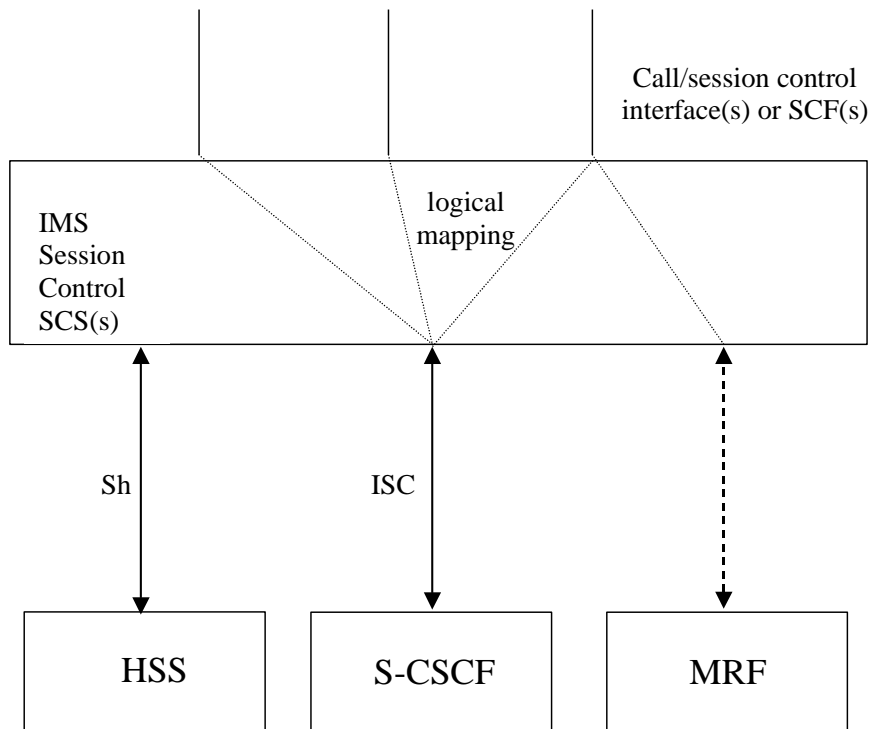 Call/session control
interface(s) or SCF(s)
logical
mapping
IMS
Session
Control
SCS(s)
Sh
ISC
HSS
S-CSCF
MRF